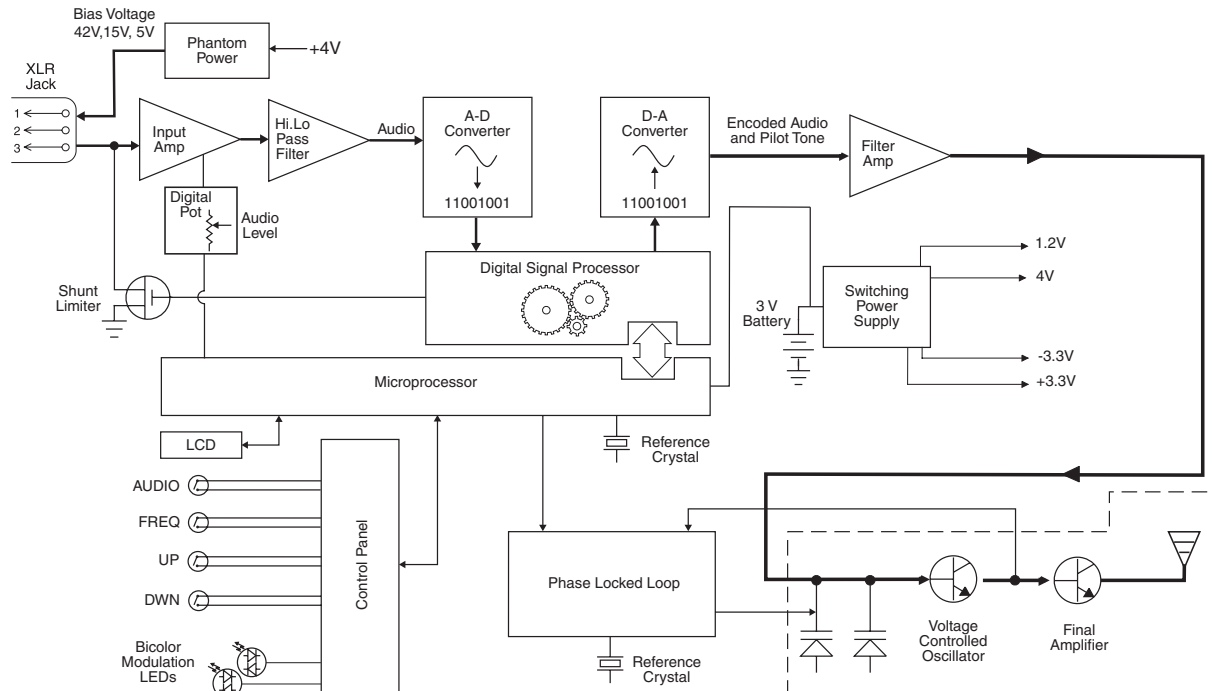 Bias Voltage
42V,15V, 5V
Phantom
Power
+4V
XLR
Jack
1
2
3
Input
Amp
Hi.Lo
Pass
Filter
Audio
A-D
Converter
11001001
D-A
Converter
11001001
Encoded Audio
and Pilot Tone
Filter
Amp
Digital
Pot
Audio
Level
Shunt
Limiter
Digital Signal Processor
3 V
Battery
Switching
Power
Supply
1.2V
4V
-3.3V
+3.3V
Microprocessor
LCD
Reference
Crystal
AUDIO
FREQ
UP
DWN
Bicolor
Modulation
LEDs
Control Panel
Phase Locked Loop
Reference
Crystal
Voltage
Controlled
Oscillator
Final
Amplifier